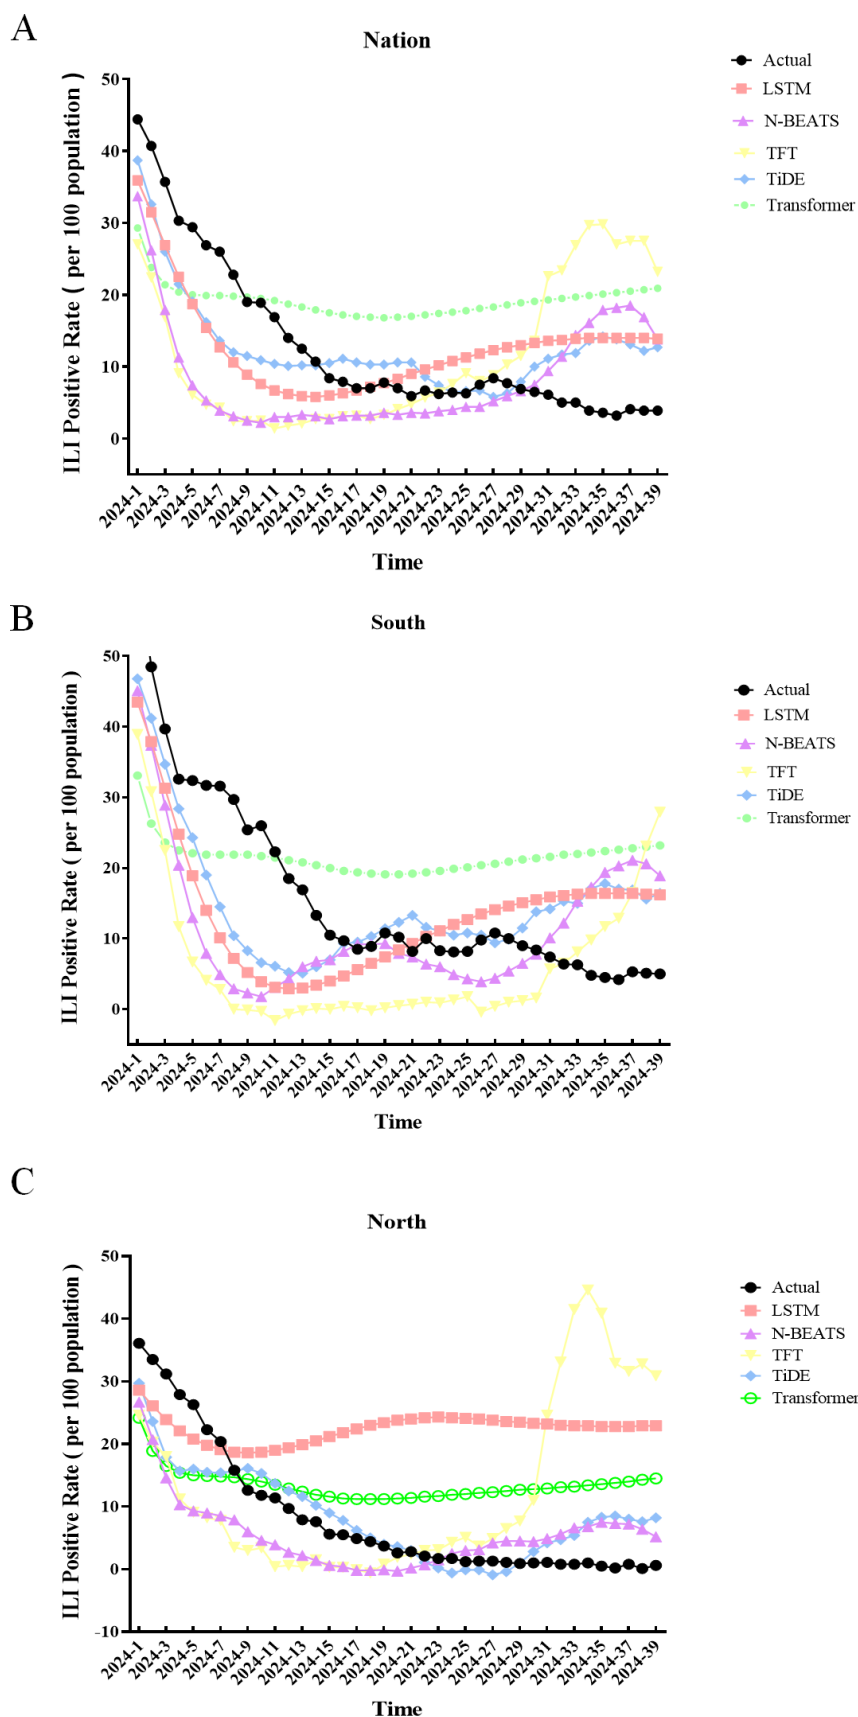 A
Nation
ILI Positive Rate ( per 100 population )
50
40
30
20
10
0
2024-1
2024-3
2024-5
2024-7
2024-9
2024-11
2024-13
2024-15
2024-17
2024-19
2024-21
2024-23
2024-25
2024-27
2024-29
2024-31
2024-33
2024-35
2024-37
2024-39
Time
Actual
LSTM
N-BEATS
TFT
TiDE
Transformer
B
South
ILI Positive Rate ( per 100 population )
50
40
30
20
10
0
2024-1
2024-3
2024-5
2024-7
2024-9
2024-11
2024-13
2024-15
2024-17
2024-19
2024-21
2024-23
2024-25
2024-27
2024-29
2024-31
2024-33
2024-35
2024-37
2024-39
Time
Actual
LSTM
N-BEATS
TFT
TiDE
Transformer
C
North
ILI Positive Rate ( per 100 population )
50
40
30
20
10
0
-10
2024-1
2024-3
2024-5
2024-7
2024-9
2024-11
2024-13
2024-15
2024-17
2024-19
2024-21
2024-23
2024-25
2024-27
2024-29
2024-31
2024-33
2024-35
2024-37
2024-39
Time
Actual
LSTM
N-BEATS
TFT
TiDE
Transformer